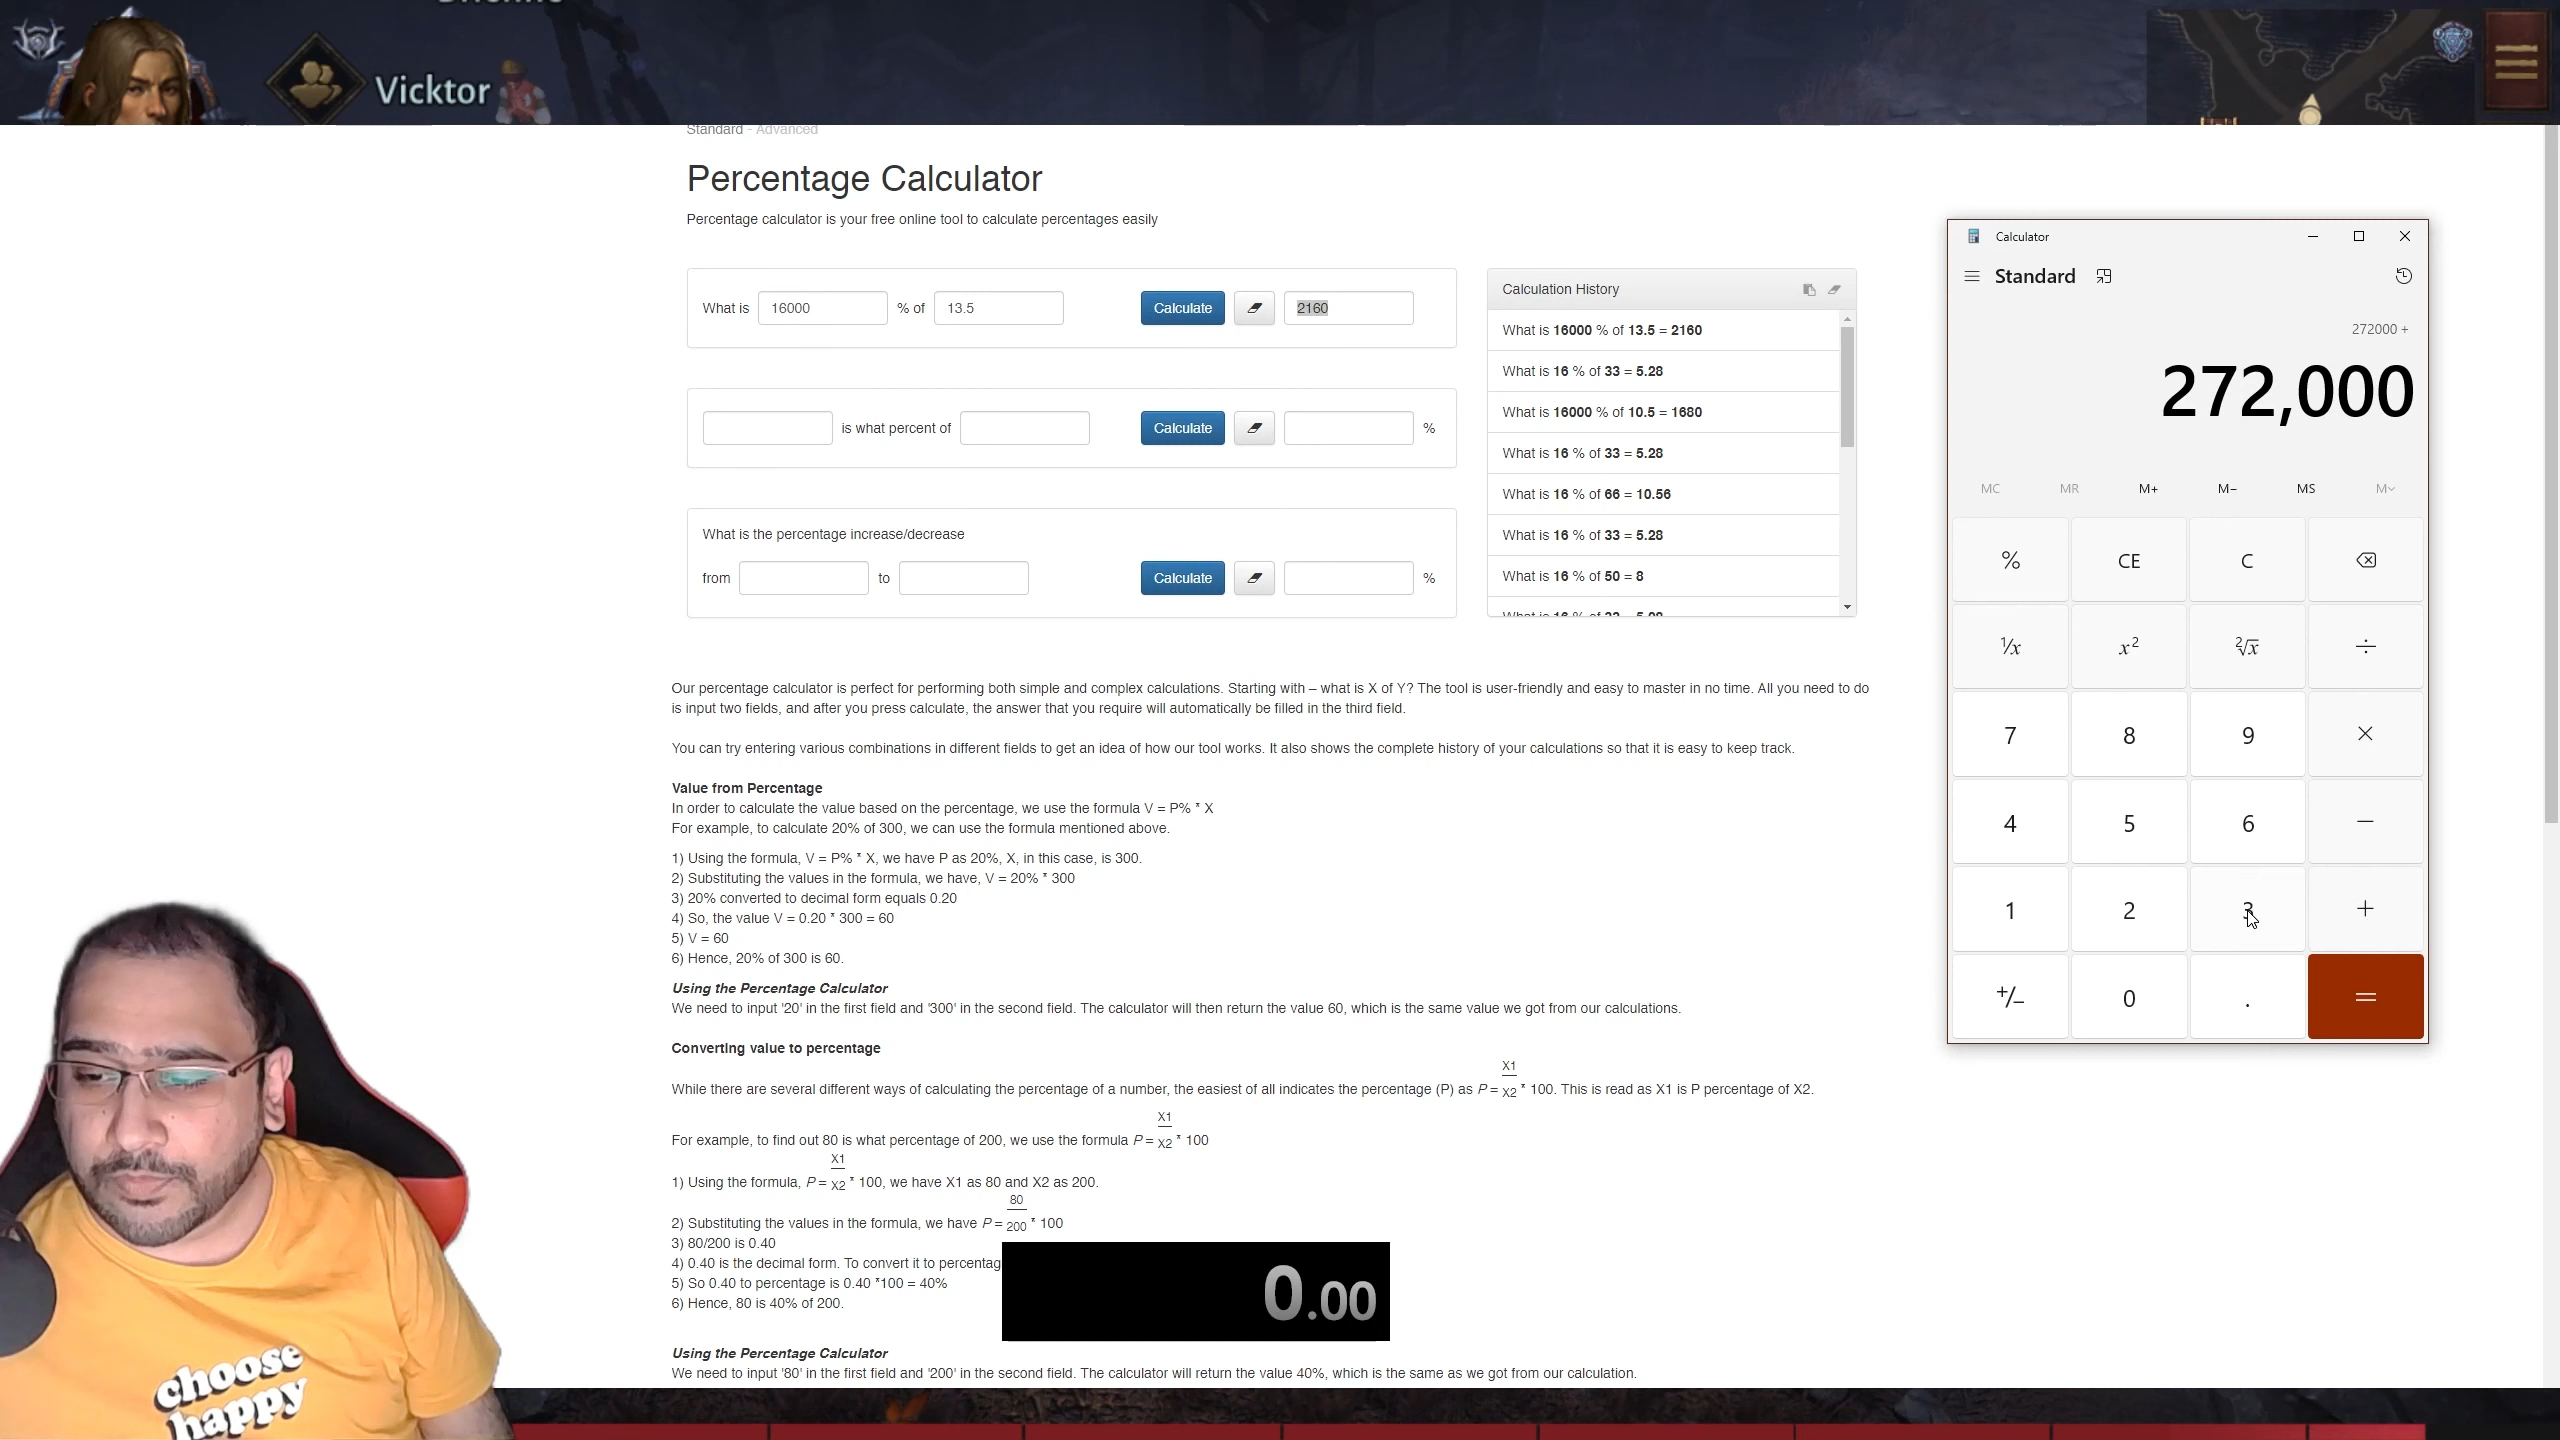 Vicktor
Standard - Advanced
Percentage Calculator
Percentage calculator is your free online tool to calculate percentages easily
What is 16000 % of 13.5 Calculate 2160
is what percent of Calculate %
What is the percentage increase/decrease
from to Calculate %
Calculation History
What is 16000 % of 13.5 = 2160
What is 16 % of 33 = 5.28
What is 16000 % of 10.5 = 1680
What is 16 % of 33 = 5.28
What is 16 % of 66 = 10.56
What is 16 % of 33 = 5.28
What is 16 % of 50 = 8
What is 16 % of 33 = 5.28
Our percentage calculator is perfect for performing both simple and complex calculations. Starting with – what is X of Y? The tool is user-friendly and easy to master in no time. All you need to do
is input two fields, and after you press calculate, the answer that you require will automatically be filled in the third field.
You can try entering various combinations in different fields to get an idea of how our tool works. It also shows the complete history of your calculations so that it is easy to keep track.
Value from Percentage
In order to calculate the value based on the percentage, we use the formula V = P% * X
For example, to calculate 20% of 300, we can use the formula mentioned above.
1) Using the formula, V = P% * X, we have P as 20%, X, in this case, is 300.
2) Substituting the values in the formula, we have, V = 20% * 300
3) 20% converted to decimal form equals 0.20
4) So, the value V = 0.20 * 300 = 60
5) V = 60
6) Hence, 20% of 300 is 60.
Using the Percentage Calculator
We need to input '20' in the first field and '300' in the second field. The calculator will then return the value 60, which is the same value we got from our calculations.
Converting value to percentage
While there are several different ways of calculating the percentage of a number, the easiest of all indicates the percentage (P) as P = X1/X2 * 100. This is read as X1 is P percentage of X2.
For example, to find out 80 is what percentage of 200, we use the formula P = X1/X2 * 100
1) Using the formula, P = X1/X2 * 100, we have X1 as 80 and X2 as 200.
2) Substituting the values in the formula, we have P = 80/200 * 100
3) 80/200 is 0.40
4) 0.40 is the decimal form. To convert it to percentag
5) So 0.40 to percentage is 0.40 *100 = 40%
6) Hence, 80 is 40% of 200.
Using the Percentage Calculator
We need to input '80' in the first field and '200' in the second field. The calculator will return the value 40%, which is the same as we got from our calculation.
0.00
Calculator
Standard
272000 +
272,000
MC MR M+ M− MS M˅
% CE C
1/x x² ²√x ÷
7 8 9 ×
4 5 6 −
1 2 3 +
+/− 0 . =
choose
happy